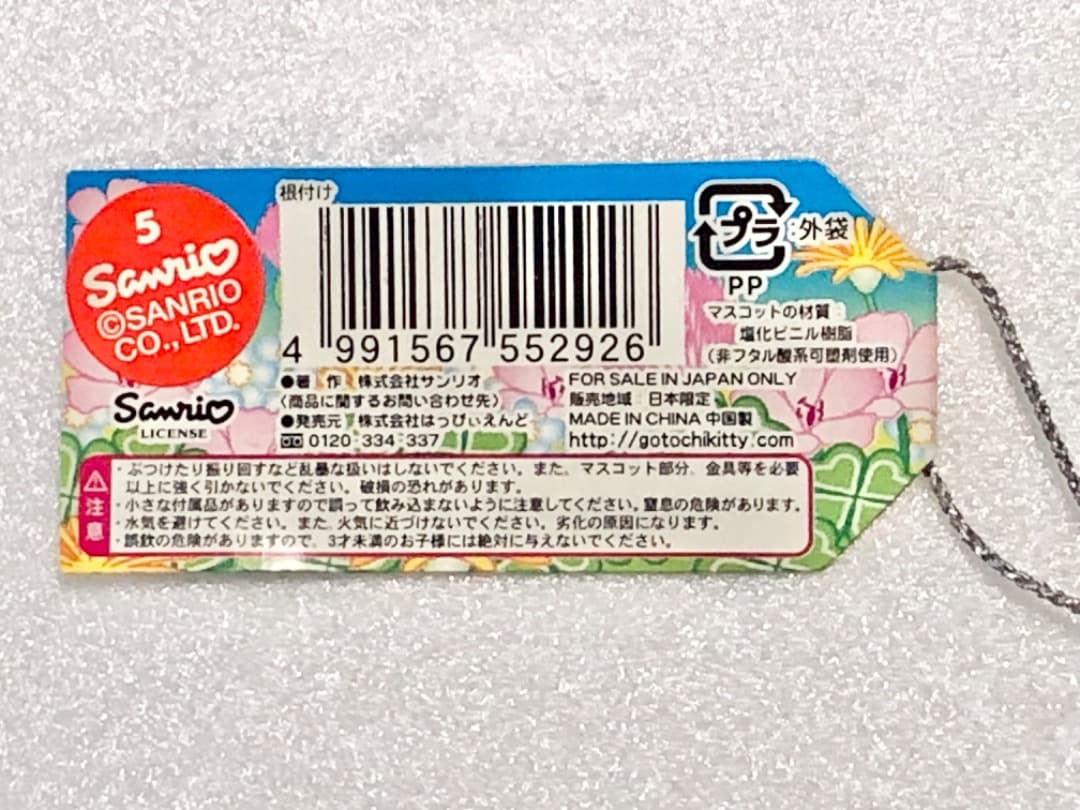 5
Sanrio
©SANRIO
CO., LTD.
Sanrio
LICENSE
根付け
4 991567 552926
プラ :外袋
PP
マスコットの材質:
塩化ビニル樹脂
(非フタル酸系可塑剤使用)
●著 作:株式会社サンリオ
〈商品に関するお問い合わせ先〉
●発売元:株式会社はっぴぃえんど
0120-334-337
FOR SALE IN JAPAN ONLY
販売地域:日本限定
MADE IN CHINA 中国製
http://gotochikitty.com
注意
・ぶつけたり振り回すなど乱暴な扱いはしないでください。また、マスコット部分、金具等を必要
以上に強く引かないでください。破損の恐れがあります。
・小さな付属品がありますので誤って飲み込まないように注意してください。窒息の危険があります。
・水気を避けてください。また、火気に近づけないでください。劣化の原因になります。
・誤飲の危険がありますので、3才未満のお子様には絶対に与えないでください。